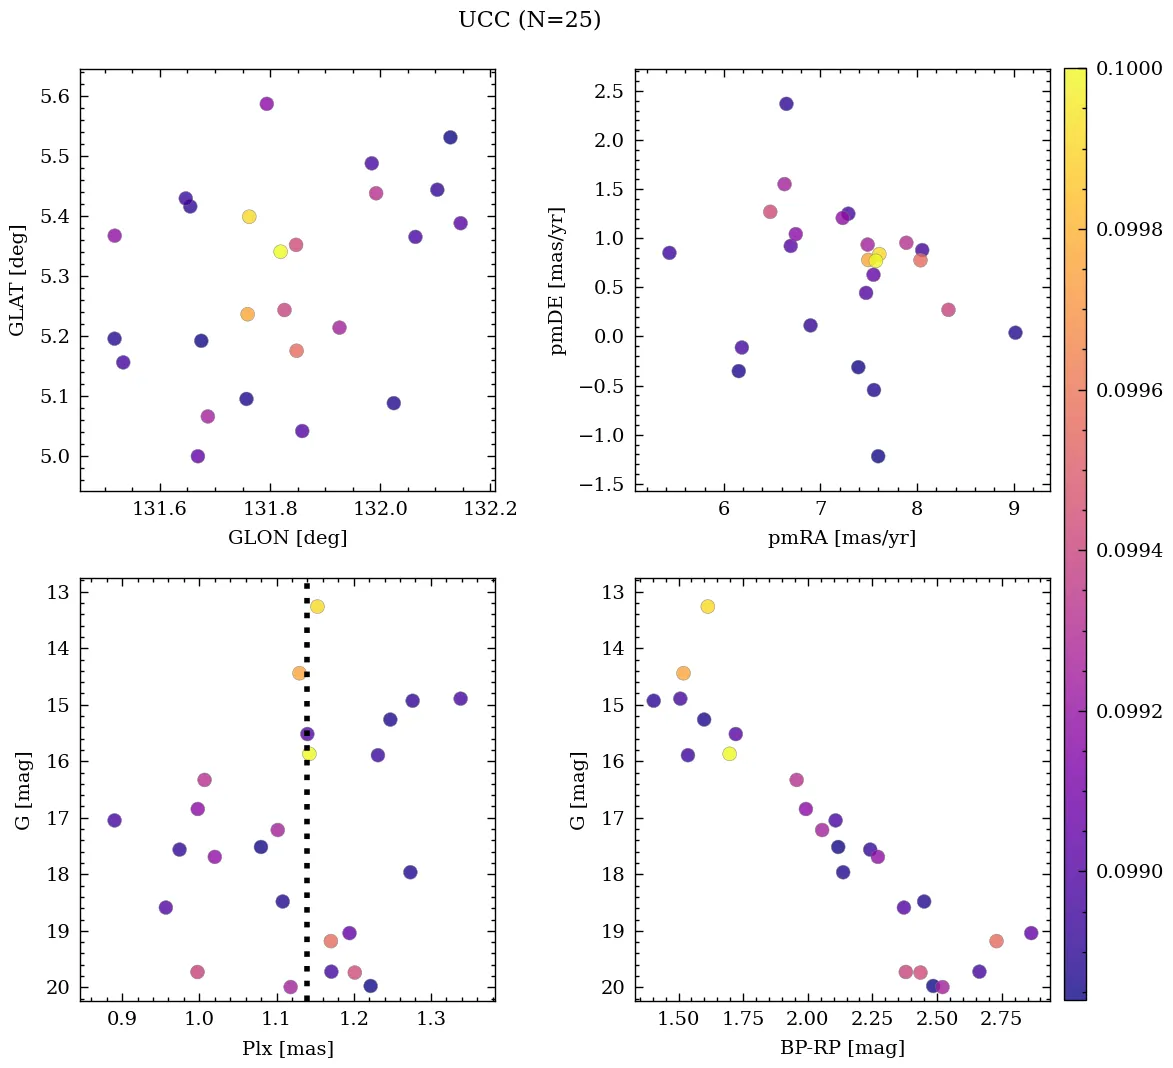 UCC (N=25)
5.6
5.5
5.4
5.3
5.2
5.1
5.0
GLAT [deg]
131.6 131.8 132.0 132.2
GLON [deg]
2.5
2.0
1.5
1.0
0.5
0.0
−0.5
−1.0
−1.5
pmDE [mas/yr]
6 7 8 9
pmRA [mas/yr]
0.1000
0.0998
0.0996
0.0994
0.0992
0.0990
13
14
15
16
17
18
19
20
G [mag]
0.9 1.0 1.1 1.2 1.3
Plx [mas]
13
14
15
16
17
18
19
20
G [mag]
1.50 1.75 2.00 2.25 2.50 2.75
BP-RP [mag]